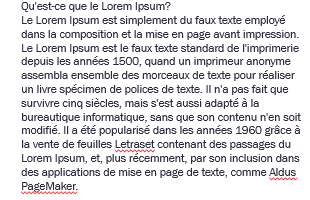 Qu'est-ce que le Lorem Ipsum?
Le Lorem Ipsum est simplement du faux texte employé
dans la composition et la mise en page avant impression.
Le Lorem Ipsum est le faux texte standard de l'imprimerie
depuis les années 1500, quand un imprimeur anonyme
assembla ensemble des morceaux de texte pour réaliser
un livre spécimen de polices de texte. Il n'a pas fait que
survivre cinq siècles, mais s'est aussi adapté à la
bureautique informatique, sans que son contenu n'en soit
modifié. Il a été popularisé dans les années 1960 grâce à
la vente de feuilles Letraset contenant des passages du
Lorem Ipsum, et, plus récemment, par son inclusion dans
des applications de mise en page de texte, comme Aldus
PageMaker.